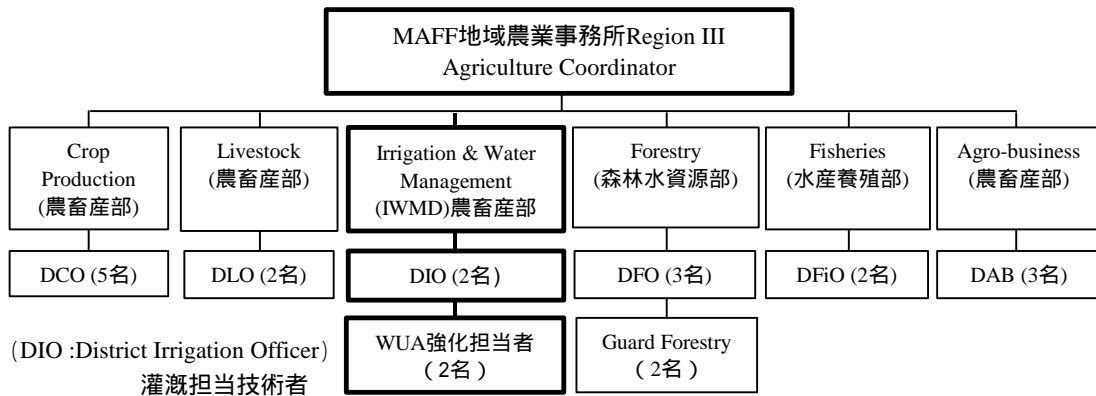 MAFF地域農業事務所Region III
Agriculture Coordinator
Crop
Production
(農畜産部)
Livestock
(農畜産部)
Irrigation & Water
Management
(IWMD)農畜産部
Forestry
(森林水資源部)
Fisheries
(水産養殖部)
Agro-business
(農畜産部)
DCO (5名)
DLO (2名)
DIO (2名)
DFO (3名)
DFiO (2名)
DAB (3名)
WUA強化担当者
(2名)
Guard Forestry
(2名)
(DIO :District Irrigation Officer)
灌漑担当技術者